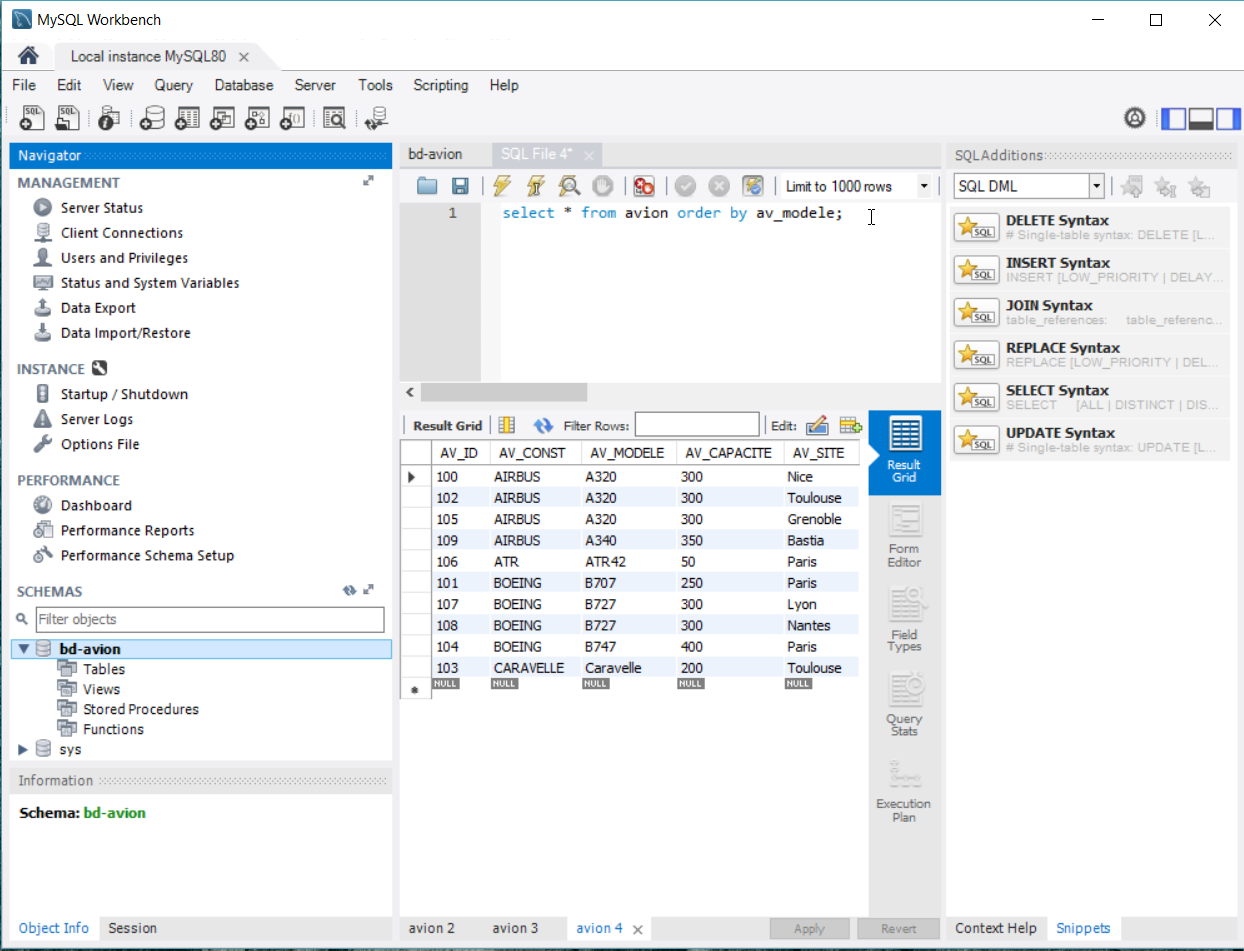 MySQL Workbench
Local instance MySQL80
File Edit View Query Database Server Tools Scripting Help
Navigator
MANAGEMENT
Server Status
Client Connections
Users and Privileges
Status and System Variables
Data Export
Data Import/Restore
INSTANCE
Startup / Shutdown
Server Logs
Options File
PERFORMANCE
Dashboard
Performance Reports
Performance Schema Setup
SCHEMAS
Filter objects
bd-avion
Tables
Views
Stored Procedures
Functions
sys
Information
Schema: bd-avion
Object Info Session
bd-avion SQL File 4*
Limit to 1000 rows
1 select * from avion order by av_modele;
Result Grid Filter Rows: Edit:
AV_ID AV_CONST AV_MODELE AV_CAPACITE AV_SITE
100 AIRBUS A320 300 Nice
102 AIRBUS A320 300 Toulouse
105 AIRBUS A320 300 Grenoble
109 AIRBUS A340 350 Bastia
106 ATR ATR42 50 Paris
101 BOEING B707 250 Paris
107 BOEING B727 300 Lyon
108 BOEING B727 300 Nantes
104 BOEING B747 400 Paris
103 CARAVELLE Caravelle 200 Toulouse
NULL NULL NULL NULL NULL
Result
Grid
Form
Editor
Field
Types
Query
Stats
Execution
Plan
avion 2 avion 3 avion 4 Apply Revert
SQLAdditions
SQL DML
DELETE Syntax
# Single-table syntax: DELETE [L...
INSERT Syntax
INSERT [LOW_PRIORITY | DELAY...
JOIN Syntax
table_references: table_referenc...
REPLACE Syntax
REPLACE [LOW_PRIORITY | DEL...
SELECT Syntax
SELECT [ALL | DISTINCT | DIS...
UPDATE Syntax
# Single-table syntax: UPDATE [L...
Context Help Snippets